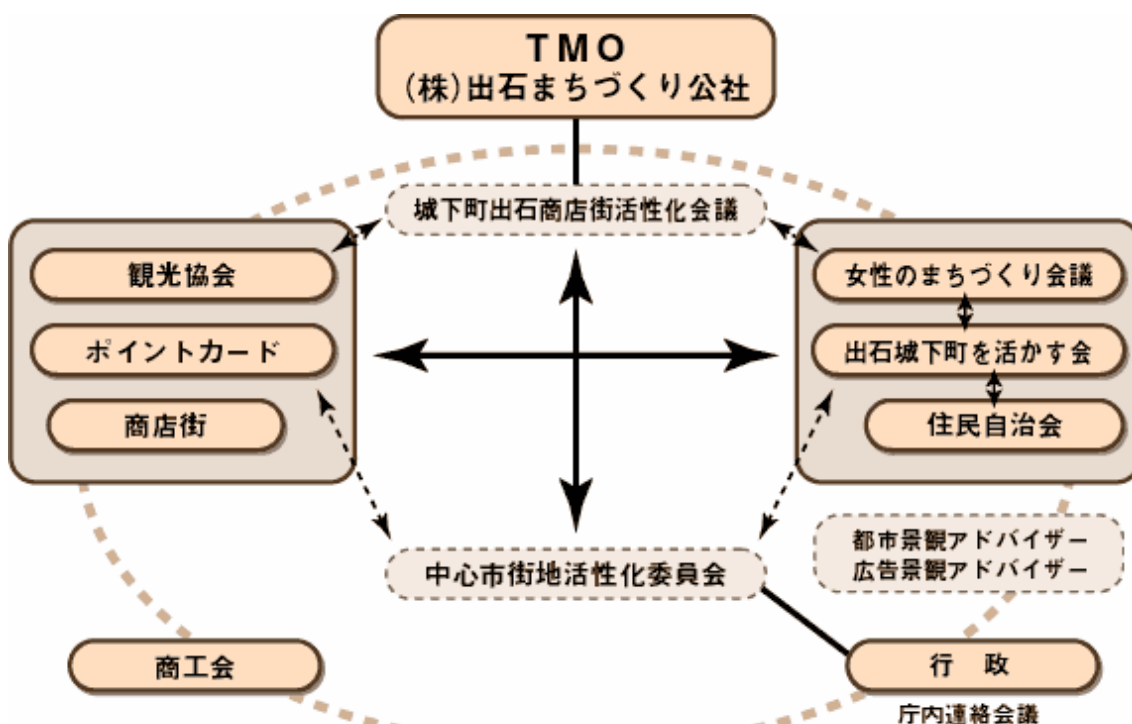 TMO
(株)出石まちづくり公社
城下町出石商店街活性化会議
観光協会
ポイントカード
商店街
女性のまちづくり会議
出石城下町を活かす会
住民自治会
中心市街地活性化委員会
都市景観アドバイザー
広告景観アドバイザー
商工会
行 政
庁内連絡会議